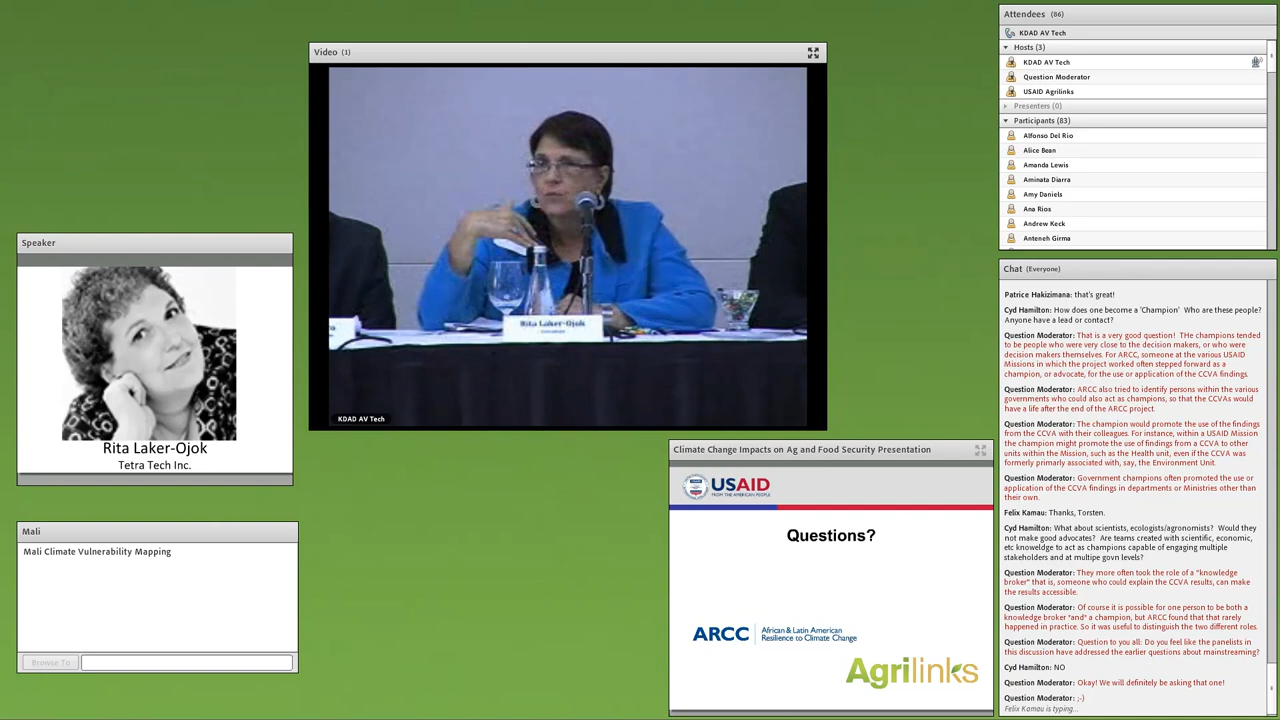 Video (1)
Rita Laker-Ojok
KDAD AV Tech
Speaker
Rita Laker-Ojok
Tetra Tech Inc.
Mali
Mali Climate Vulnerability Mapping
Browse To
Climate Change Impacts on Ag and Food Security Presentation
USAID
FROM THE AMERICAN PEOPLE
Questions?
ARCC
African & Latin American
Resilience to Climate Change
Agrilinks
Attendees (86)
KDAD AV Tech
Hosts (3)
KDAD AV Tech
Question Moderator
USAID Agrilinks
Presenters (0)
Participants (83)
Alfonso Del Rio
Alice Bean
Amanda Lewis
Aminata Diarra
Amy Daniels
Ana Rios
Andrew Keck
Anteneh Girma
Chat (Everyone)
Patrice Hakizimana: that's great!
Cyd Hamilton: How does one become a 'Champion' Who are these people?
Anyone have a lead or contact?
Question Moderator: That is a very good question! THe champions tended
to be people who were very close to the decision makers, or who were
decision makers themselves. For ARCC, someone at the various USAID
Missions in which the project worked often stepped forward as a
champion, or advocate, for the use or application of the CCVA findings.
Question Moderator: ARCC also tried to identify persons within the various
governments who could also act as champions, so that the CCVAs would
have a life after the end of the ARCC project.
Question Moderator: The champion would promote the use of the findings
from the CCVA with their colleagues. For instance, within a USAID Mission
the champion might promote the use of findings from a CCVA to other
units within the Mission, such as the Health unit, even if the CCVA was
formerly primarily associated with, say, the Environment Unit.
Question Moderator: Government champions often promoted the use or
application of the CCVA findings in departments or Ministries other than
their own.
Felix Kamau: Thanks, Torsten.
Cyd Hamilton: What about scientists, ecologists/agronomists? Would they
not make good advocates? Are teams created with scientific, economic,
etc knoweldge to act as champions capable of engaging multiple
stakeholders and at multipe govn levels?
Question Moderator: They more often took the role of a "knowledge
broker" that is, someone who could explain the CCVA results, can make
the results accessible.
Question Moderator: Of course it is possible for one person to be both a
knowledge broker *and* a champion, but ARCC found that that rarely
happened in practice. So it was useful to distinguish the two different roles.
Question Moderator: Question to you all: Do you feel like the panelists in
this discussion have addressed the earlier questions about mainstreaming?
Cyd Hamilton: NO
Question Moderator: Okay! We will definitely be asking that one!
Question Moderator: ;-)
Felix Kamau is typing...